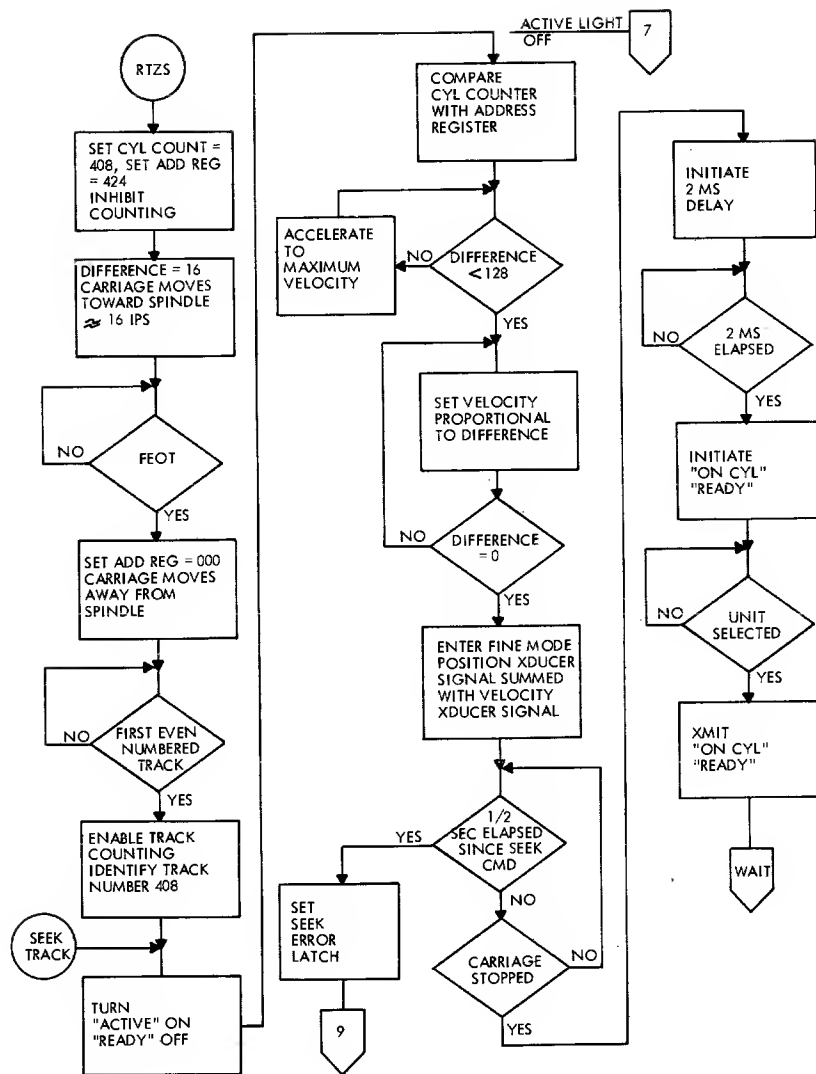 RTZS
SET CYL COUNT =
408, SET ADD REG
= 424
INHIBIT
COUNTING
DIFFERENCE = 16
CARRIAGE MOVES
TOWARD SPINDLE
≈ 16 IPS
FEOT
NO
YES
SET ADD REG = 000
CARRIAGE MOVES
AWAY FROM
SPINDLE
FIRST EVEN
NUMBERED
TRACK
NO
YES
ENABLE TRACK
COUNTING
IDENTIFY TRACK
NUMBER 408
SEEK
TRACK
TURN
"ACTIVE" ON
"READY" OFF
ACTIVE LIGHT
OFF
7
COMPARE
CYL COUNTER
WITH ADDRESS
REGISTER
ACCELERATE
TO
MAXIMUM
VELOCITY
NO
DIFFERENCE
<128
YES
SET VELOCITY
PROPORTIONAL
TO DIFFERENCE
NO
DIFFERENCE
= 0
YES
ENTER FINE MODE
POSITION XDUCER
SIGNAL SUMMED
WITH VELOCITY
XDUCER SIGNAL
1/2
SEC ELAPSED
SINCE SEEK
CMD
YES
NO
SET
SEEK
ERROR
LATCH
9
CARRIAGE
STOPPED
NO
YES
INITIATE
2 MS
DELAY
2 MS
ELAPSED
NO
YES
INITIATE
"ON CYL"
"READY"
UNIT
SELECTED
NO
YES
XMIT
"ON CYL"
"READY"
WAIT